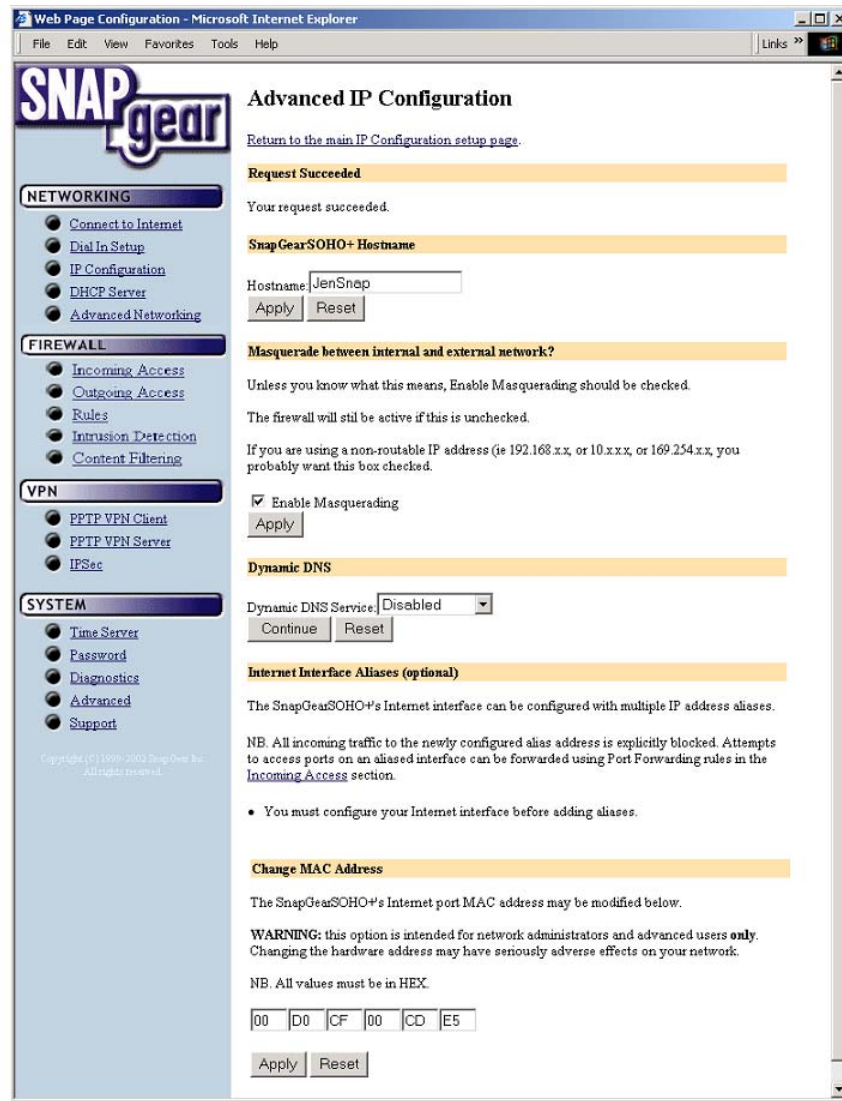 Web Page Configuration - Microsoft Internet Explorer
File Edit View Favorites Tools Help Links »
SNAP
gear
NETWORKING
Connect to Internet
Dial In Setup
IP Configuration
DHCP Server
Advanced Networking
FIREWALL
Incoming Access
Outgoing Access
Rules
Intrusion Detection
Content Filtering
VPN
PPTP VPN Client
PPTP VPN Server
IPSec
SYSTEM
Time Server
Password
Diagnostics
Advanced
Support
Copyright (C) 1999-2002 SnapGear Inc.
All rights reserved.
Advanced IP Configuration
Return to the main IP Configuration setup page.
Request Succeeded
Your request succeeded.
SnapGearSOHO+ Hostname
Hostname: JenSnap
Apply Reset
Masquerade between internal and external network?
Unless you know what this means, Enable Masquerading should be checked.
The firewall will stil be active if this is unchecked.
If you are using a non-routable IP address (ie 192.168.x.x, or 10.x.x.x, or 169.254.x.x, you
probably want this box checked.
Enable Masquerading
Apply
Dynamic DNS
Dynamic DNS Service: Disabled
Continue Reset
Internet Interface Aliases (optional)
The SnapGearSOHO+'s Internet interface can be configured with multiple IP address aliases.
NB. All incoming traffic to the newly configured alias address is explicitly blocked. Attempts
to access ports on an aliased interface can be forwarded using Port Forwarding rules in the
Incoming Access section.
• You must configure your Internet interface before adding aliases.
Change MAC Address
The SnapGearSOHO+'s Internet port MAC address may be modified below.
WARNING: this option is intended for network administrators and advanced users only.
Changing the hardware address may have seriously adverse effects on your network.
NB. All values must be in HEX.
00 D0 CF 00 CD E5
Apply Reset